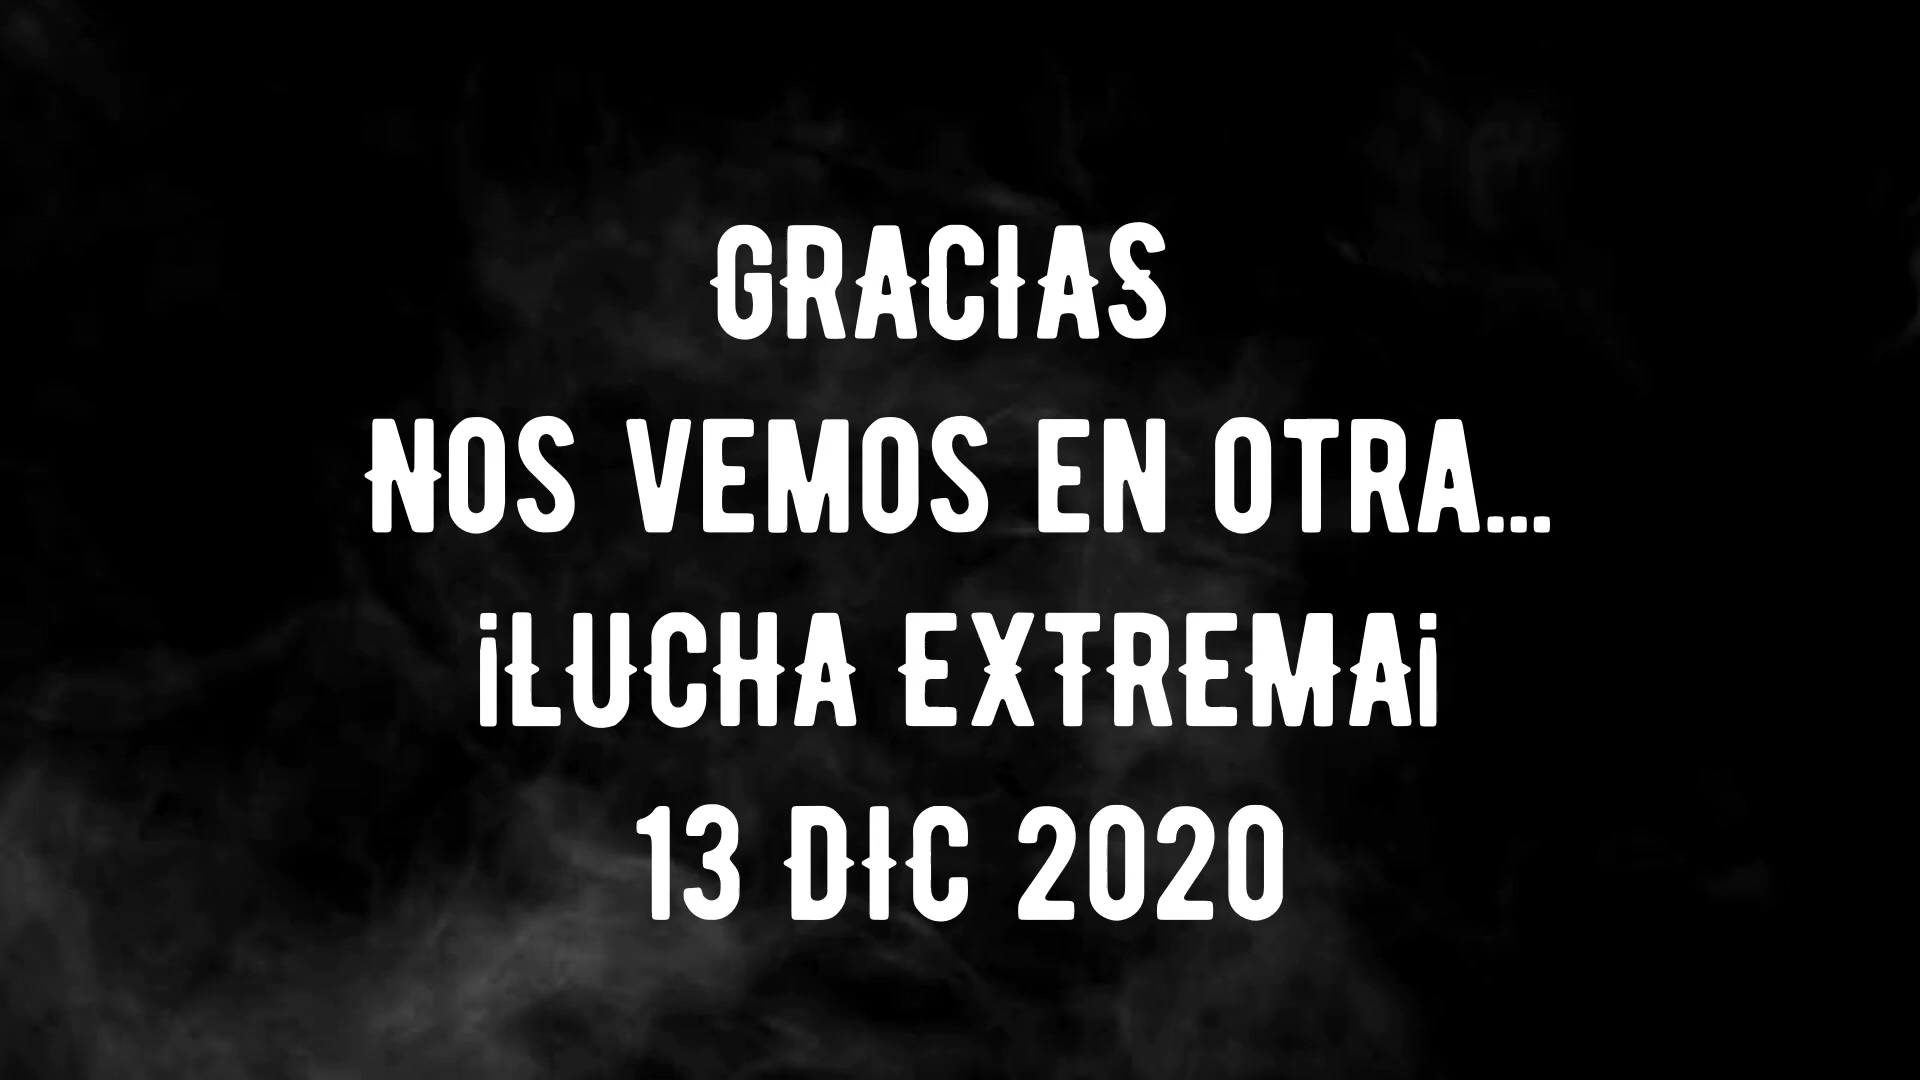 GRACIAS
NOS VEMOS EN OTRA...
¡LUCHA EXTREMA¡
13 DIC 2020